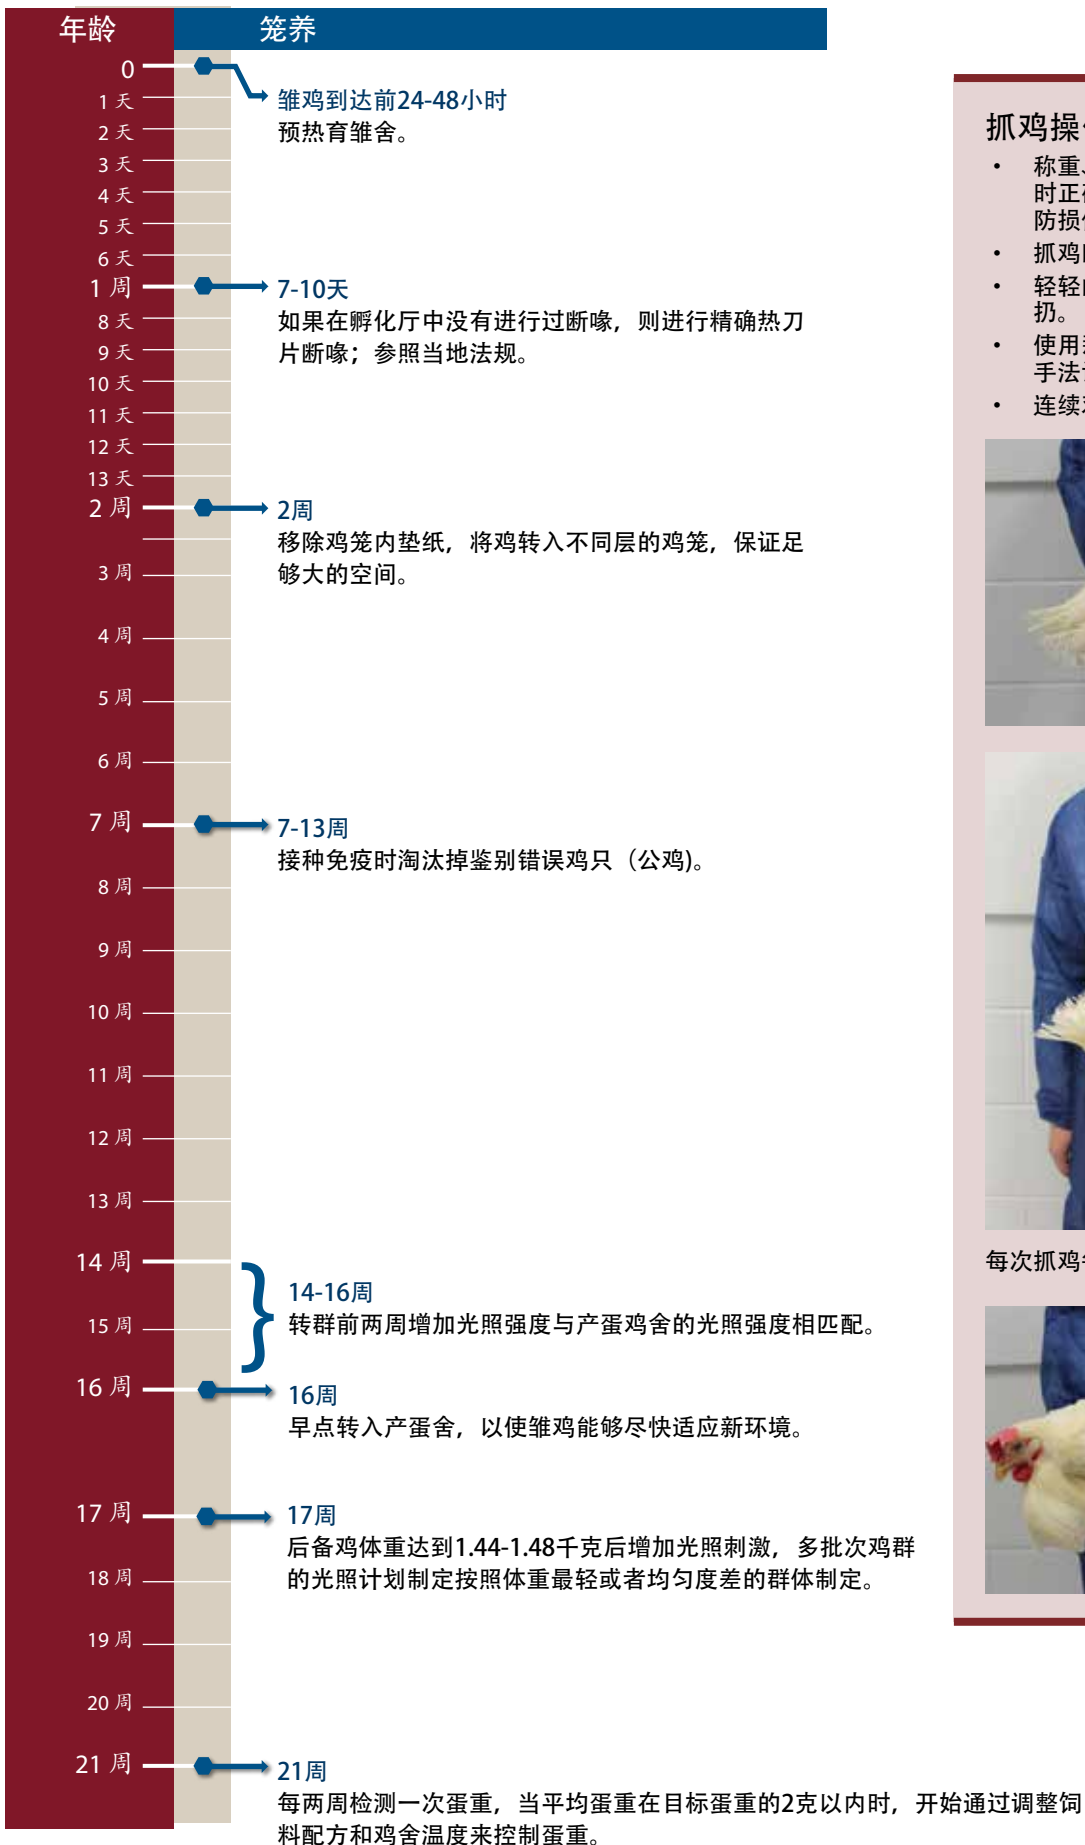 年龄
笼养
0
1 天
2 天
3 天
4 天
5 天
6 天
1 周
8 天
9 天
10 天
11 天
12 天
13 天
2 周
3 周
4 周
5 周
6 周
7 周
8 周
9 周
10 周
11 周
12 周
13 周
14 周
15 周
16 周
17 周
18 周
19 周
20 周
21 周
雏鸡到达前24-48小时
预热育雏舍。
7-10天
如果在孵化厅中没有进行过断喙，则进行精确热刀
片断喙；参照当地法规。
2周
移除鸡笼内垫纸，将鸡转入不同层的鸡笼，保证足
够大的空间。
7-13周
接种免疫时淘汰掉鉴别错误鸡只（公鸡)。
14-16周
转群前两周增加光照强度与产蛋鸡舍的光照强度相匹配。
16周
早点转入产蛋舍，以使雏鸡能够尽快适应新环境。
17周
后备鸡体重达到1.44-1.48千克后增加光照刺激，多批次鸡群
的光照计划制定按照体重最轻或者均匀度差的群体制定。
21周
每两周检测一次蛋重，当平均蛋重在目标蛋重的2克以内时，开始通过调整饲
料配方和鸡舍温度来控制蛋重。
抓鸡操
• 称重
时正
防损
• 抓鸡
• 轻轻
扔。
• 使用
手法
• 连续
每次抓鸡